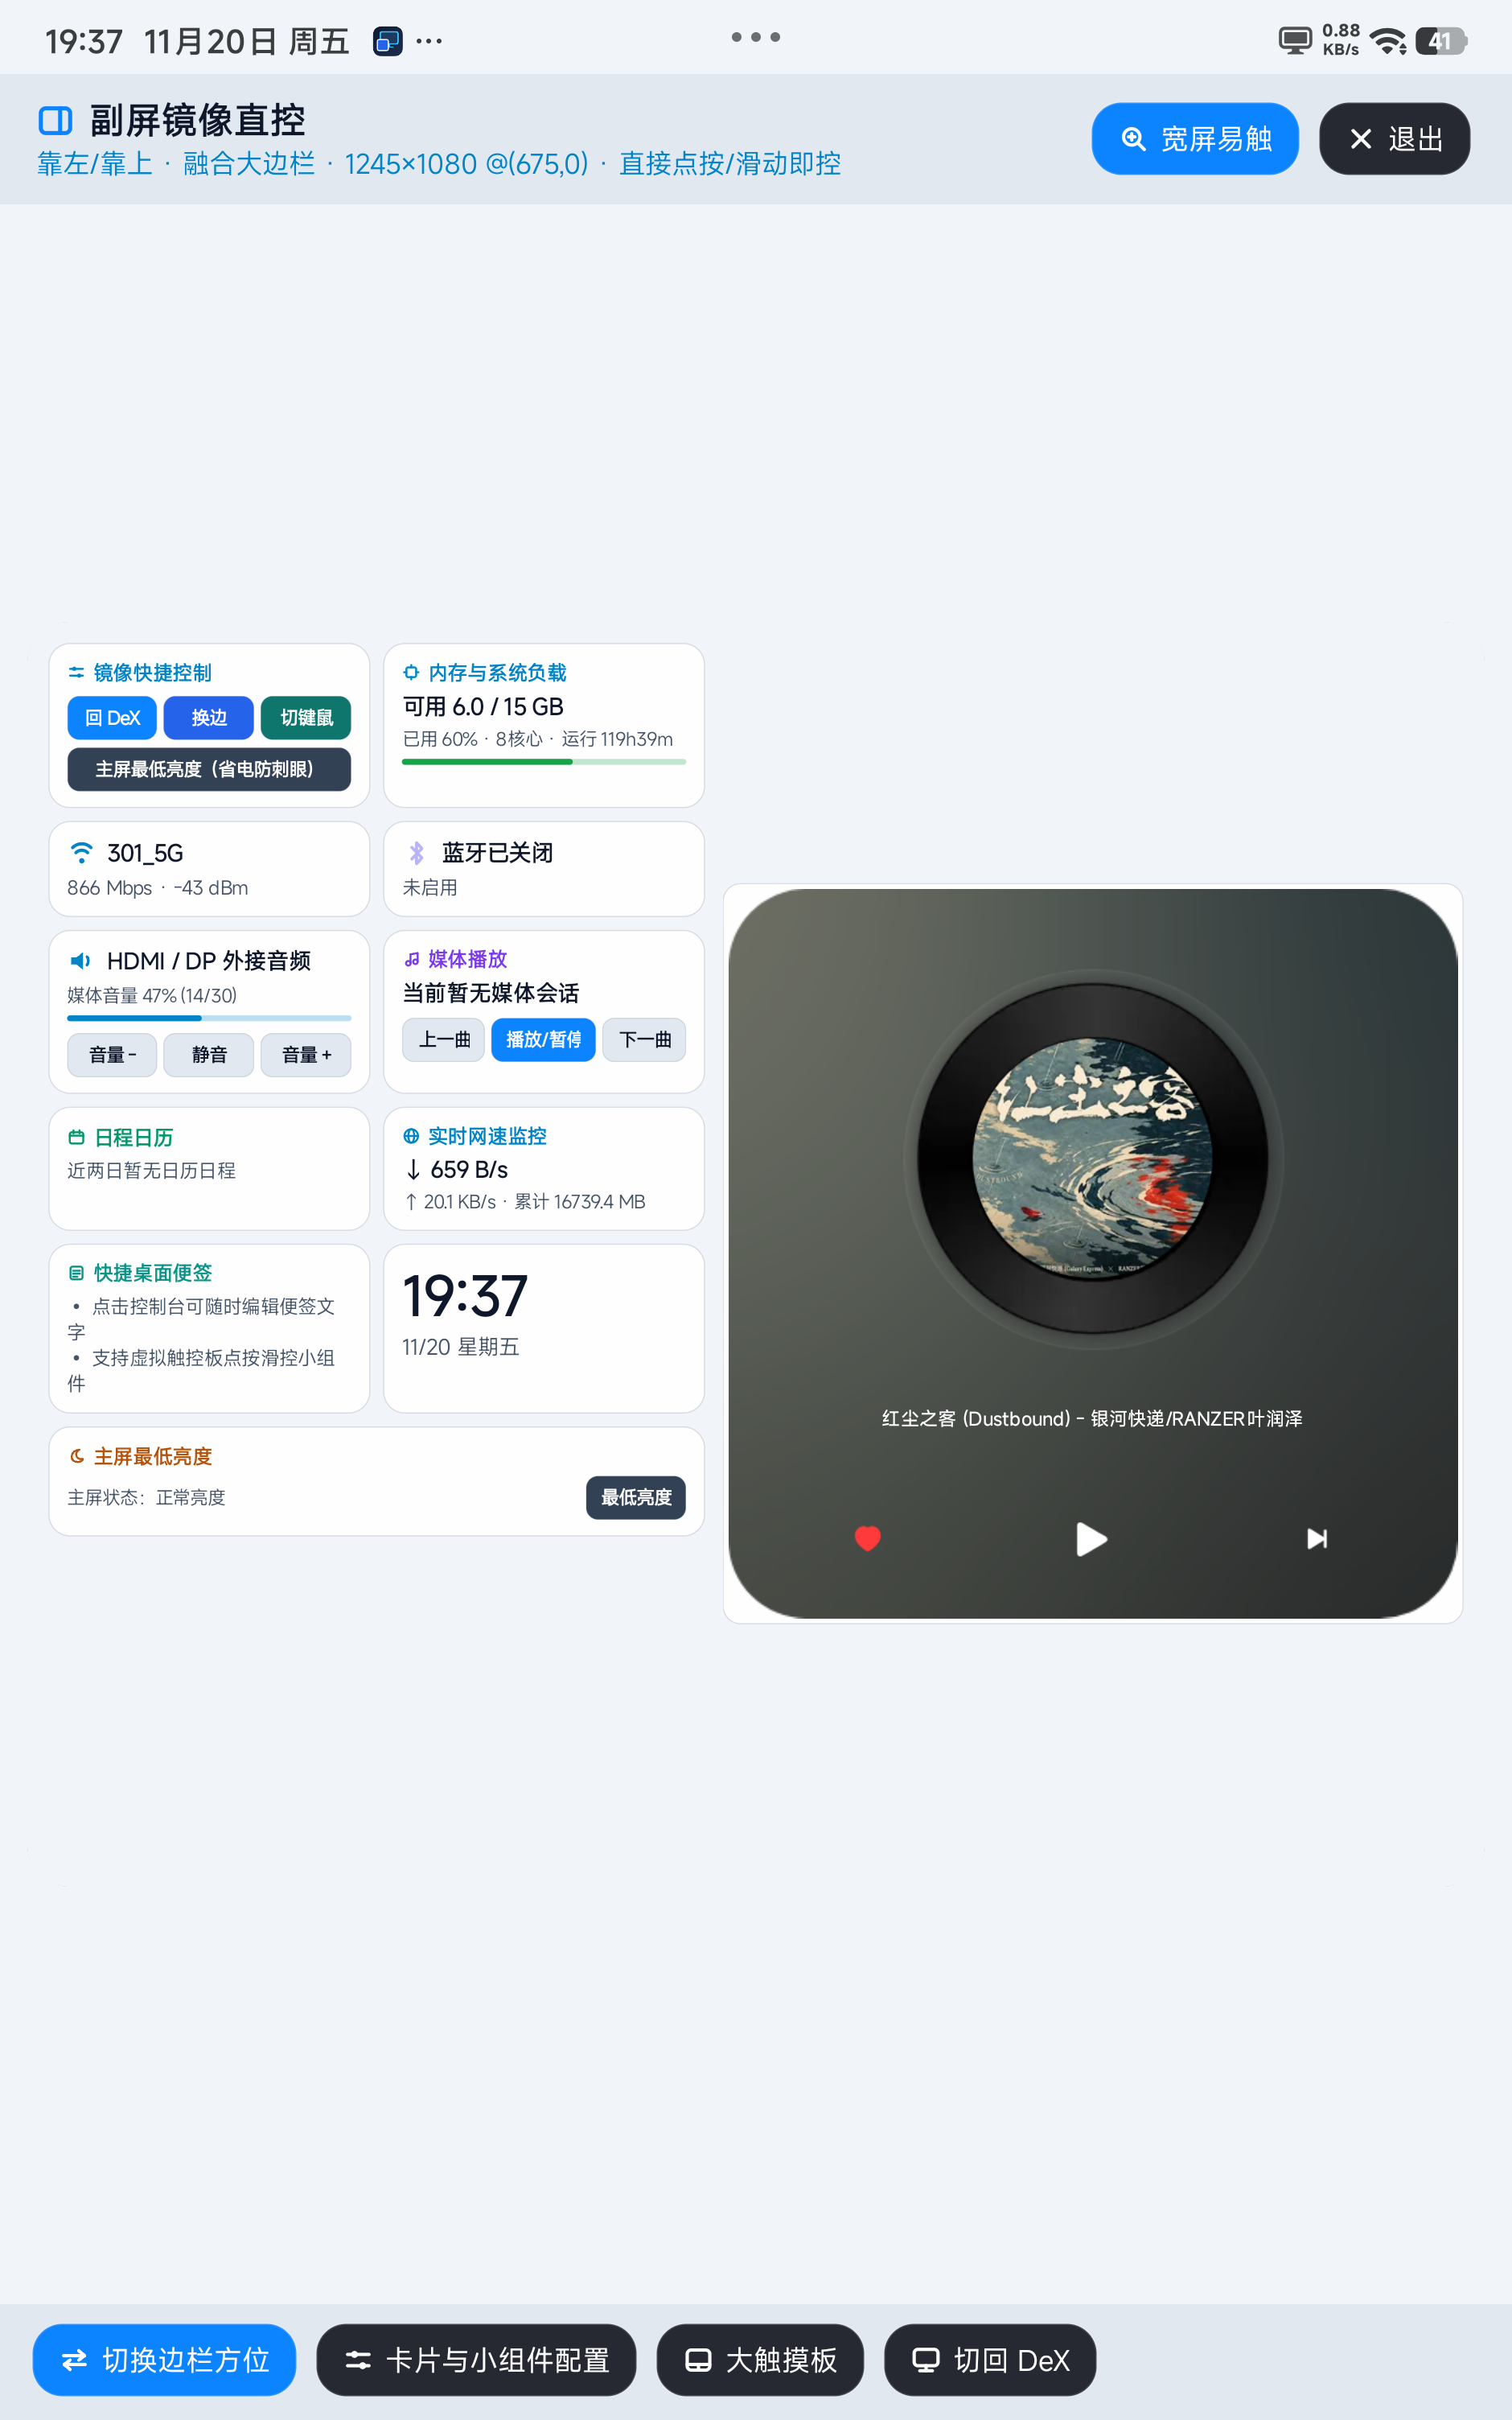 19:37 11月20日 周五 ···
0.88
KB/s
41
副屏镜像直控
靠左/靠上 · 融合大边栏 · 1245×1080 @(675,0) · 直接点按/滑动即控
宽屏易触
退出
镜像快捷控制
回 DeX 换边 切键鼠
主屏最低亮度（省电防刺眼）
内存与系统负载
可用 6.0 / 15 GB
已用 60% · 8核心 · 运行 119h39m
301_5G
866 Mbps · -43 dBm
蓝牙已关闭
未启用
HDMI / DP 外接音频
媒体音量 47% (14/30)
音量 - 静音 音量 +
媒体播放
当前暂无媒体会话
上一曲 播放/暂停 下一曲
日程日历
近两日暂无日历日程
实时网速监控
↓ 659 B/s
↑ 20.1 KB/s · 累计 16739.4 MB
快捷桌面便签
• 点击控制台可随时编辑便签文
字
• 支持虚拟触控板点按滑控小组
件
19:37
11/20 星期五
主屏最低亮度
主屏状态：正常亮度
最低亮度
红尘之客
DUSTBOUND
红尘之客 (Dustbound) - 银河快递/RANZER叶润泽
切换边栏方位
卡片与小组件配置
大触摸板
切回 DeX